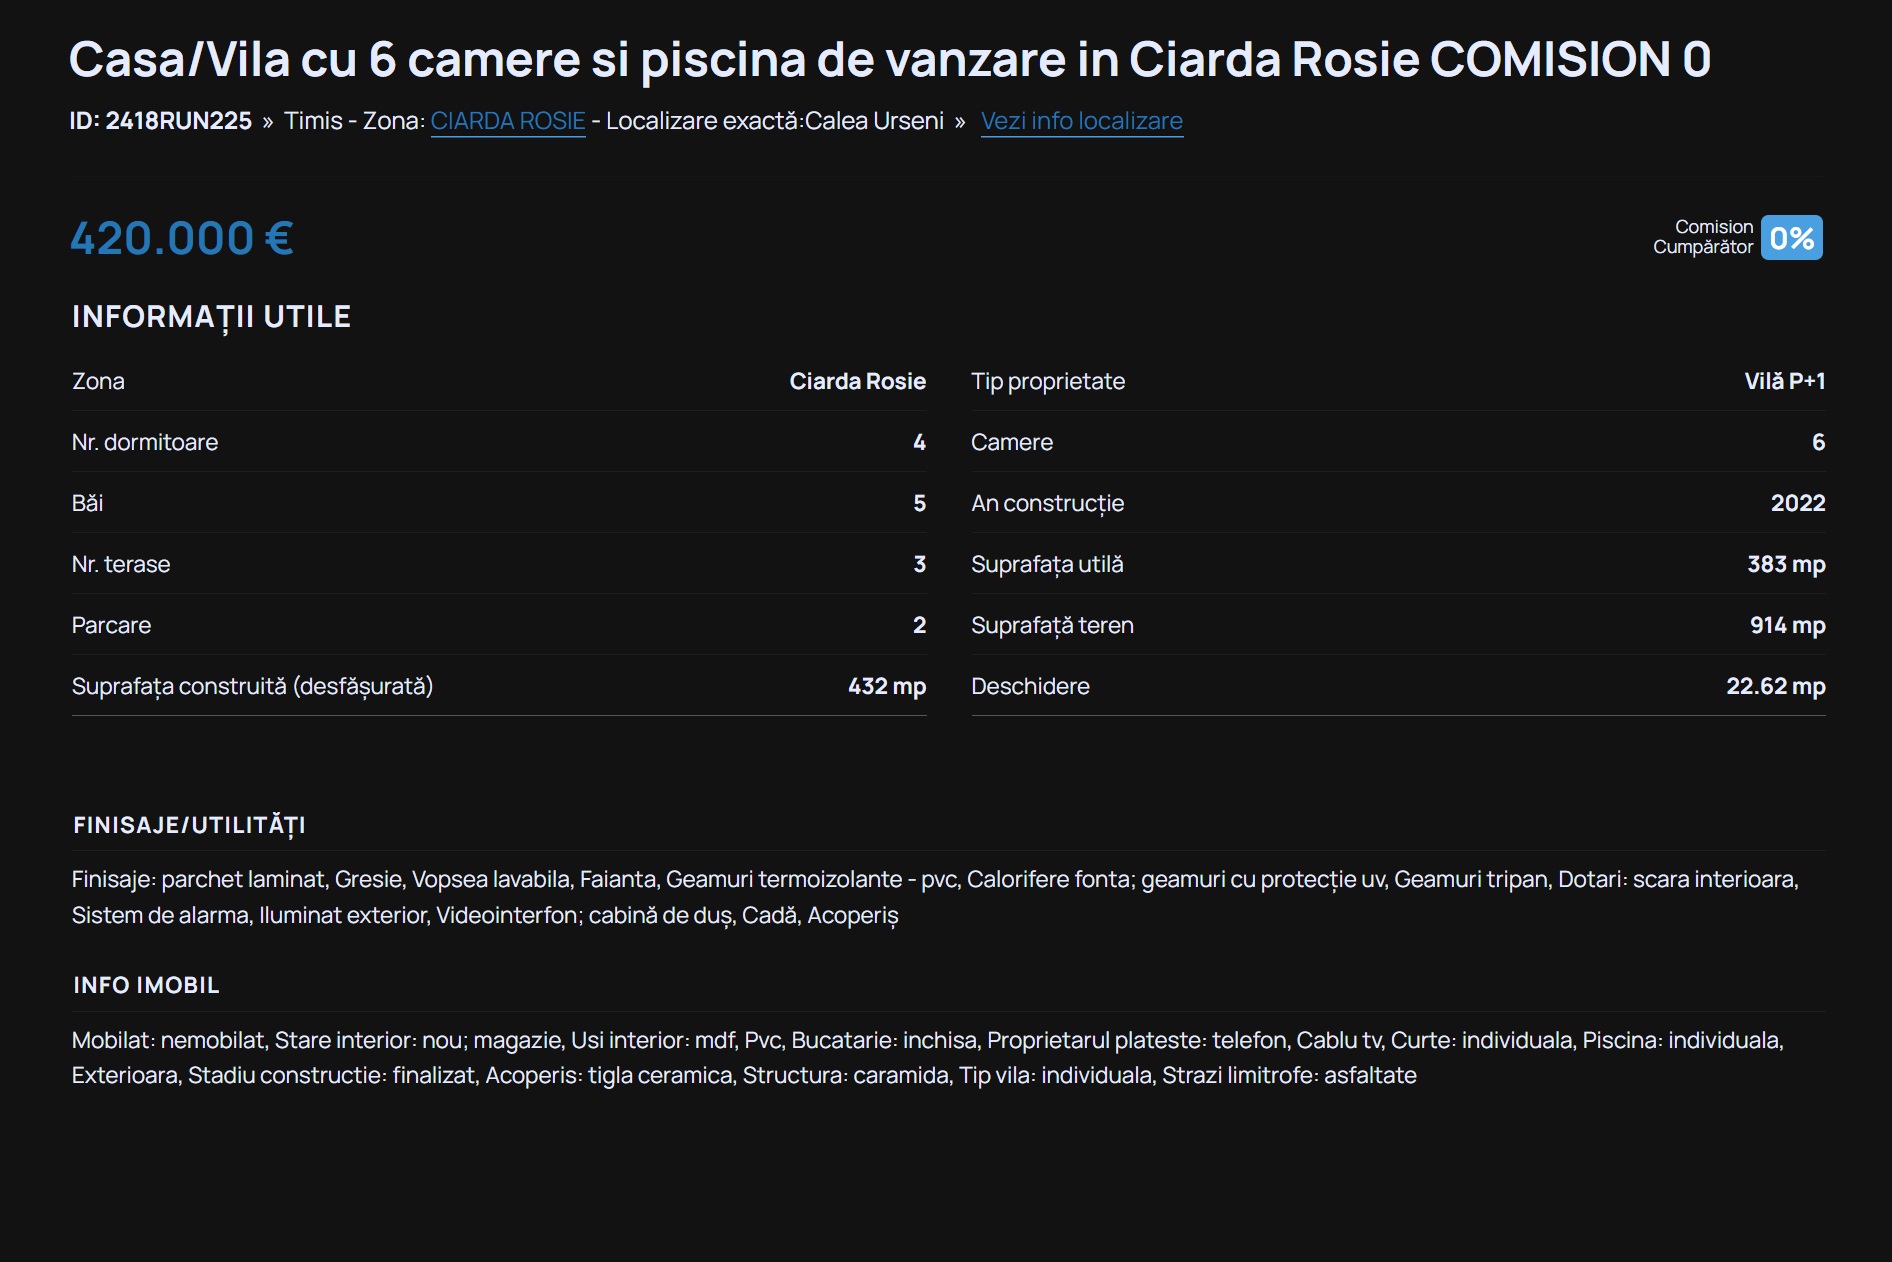 Casa/Vila cu 6 camere si piscina de vanzare in Ciarda Rosie COMISION 0
ID: 2418RUN225 » Timis - Zona: CIARDA ROSIE - Localizare exactă:Calea Urseni » Vezi info localizare
420.000 €
Comision
Cumpărător 0%
INFORMAȚII UTILE
Zona Ciarda Rosie
Tip proprietate Vilă P+1
Nr. dormitoare 4
Camere 6
Băi 5
An construcție 2022
Nr. terase 3
Suprafața utilă 383 mp
Parcare 2
Suprafață teren 914 mp
Suprafața construită (desfășurată) 432 mp
Deschidere 22.62 mp
FINISAJE/UTILITĂȚI
Finisaje: parchet laminat, Gresie, Vopsea lavabila, Faianta, Geamuri termoizolante - pvc, Calorifere fonta; geamuri cu protecție uv, Geamuri tripan, Dotari: scara interioara,
Sistem de alarma, Iluminat exterior, Videointerfon; cabină de duș, Cadă, Acoperiș
INFO IMOBIL
Mobilat: nemobilat, Stare interior: nou; magazie, Usi interior: mdf, Pvc, Bucatarie: inchisa, Proprietarul plateste: telefon, Cablu tv, Curte: individuala, Piscina: individuala,
Exterioara, Stadiu constructie: finalizat, Acoperis: tigla ceramica, Structura: caramida, Tip vila: individuala, Strazi limitrofe: asfaltate